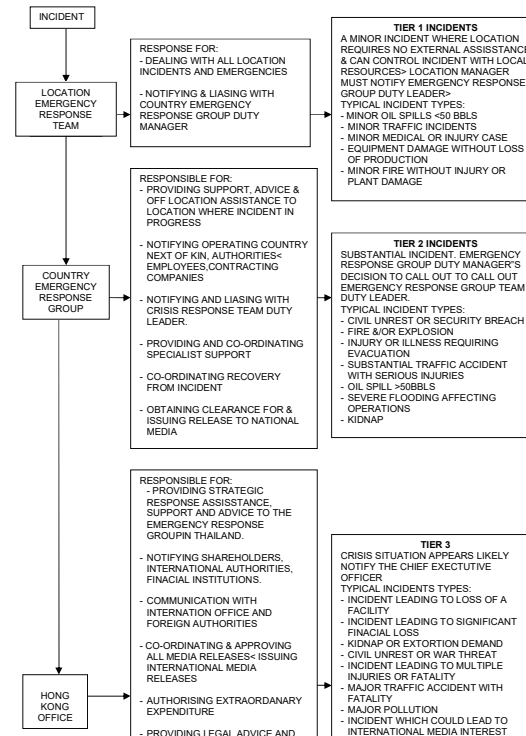 INCIDENT
LOCATION
EMERGENCY
RESPONSE
TEAM
RESPONSE FOR:
- DEALING WITH ALL LOCATION
INCIDENTS AND EMERGENCIES
- NOTIFYING & LIASING WITH
COUNTRY EMERGENCY
RESPONSE GROUP DUTY
MANAGER
TIER 1 INCIDENTS
A MINOR INCIDENT WHERE LOCATION
REQUIRES NO EXTERNAL ASSISSTANCE
& CAN CONTROL INCIDENT WITH LOCAL
RESOURCES> LOCATION MANAGER
MUST NOTIFY EMERGENCY RESPONSE
GROUP DUTY LEADER>
TYPICAL INCIDENT TYPES:
- MINOR OIL SPILLS <50 BBLS
- MINOR TRAFFIC INCIDENTS
- MINOR MEDICAL OR INJURY CASE
- EQUIPMENT DAMAGE WITHOUT LOSS
OF PRODUCTION
- MINOR FIRE WITHOUT INJURY OR
PLANT DAMAGE
COUNTRY
EMERGENCY
RESPONSE
GROUP
RESPONSIBLE FOR:
- PROVIDING SUPPORT, ADVICE &
OFF LOCATION ASSISTANCE TO
LOCATION WHERE INCIDENT IN
PROGRESS
- NOTIFYING OPERATING COUNTRY
NEXT OF KIN, AUTHORITIES<
EMPLOYEES,CONTRACTING
COMPANIES
- NOTIFYING AND LIASING WITH
CRISIS RESPONSE TEAM DUTY
LEADER.
- PROVIDING AND CO-ORDINATING
SPECIALIST SUPPORT
- CO-ORDINATING RECOVERY
FROM INCIDENT
- OBTAINING CLEARANCE FOR &
ISSUING RELEASE TO NATIONAL
MEDIA
TIER 2 INCIDENTS
SUBSTANTIAL INCIDENT. EMERGENCY
RESPONSE GROUP DUTY MANAGER"S
DECISION TO CALL OUT TO CALL OUT
EMERGENCY RESPONSE GROUP TEAM
DUTY LEADER.
TYPICAL INCIDENT TYPES:
- CIVIL UNREST OR SECURITY BREACH
- FIRE &/OR EXPLOSION
- INJURY OR ILLNESS REQUIRING
EVACUATION
- SUBSTANTIAL TRAFFIC ACCIDENT
WITH SERIOUS INJURIES
- OIL SPILL >50BBLS
- SEVERE FLOODING AFFECTING
OPERATIONS
- KIDNAP
HONG
KONG
OFFICE
RESPONSIBLE FOR:
- PROVIDING STRATEGIC
RESPONSE ASSISSTANCE,
SUPPORT AND ADVICE TO THE
EMERGENCY RESPONSE
GROUPIN THAILAND.
- NOTIFYING SHAREHOLDERS,
INTERNATIONAL AUTHORITIES,
FINACIAL INSTITUTIONS.
- COMMUNICATION WITH
INTERNATION OFFICE AND
FOREIGN AUTHORITIES
- CO-ORDINATING & APPROVING
ALL MEDIA RELEASES< ISSUING
INTERNATIONAL MEDIA
RELEASES
- AUTHORISING EXTRAORDANARY
EXPENDITURE
- PROVIDING LEGAL ADVICE AND
TIER 3
CRISIS SITUATION APPEARS LIKELY
NOTIFY THE CHIEF EXECTUTIVE
OFFICER
TYPICAL INCIDENTS TYPES:
- INCIDENT LEADING TO LOSS OF A
FACILITY
- INCIDENT LEADING TO SIGNIFICANT
FINACIAL LOSS
- KIDNAP OR EXTORTION DEMAND
- CIVIL UNREST OR WAR THREAT
- INCIDENT LEADING TO MULTIPLE
INJURIES OR FATALITY
- MAJOR TRAFFIC ACCIDENT WITH
FATALITY
- MAJOR POLLUTION
- INCIDENT WHICH COULD LEAD TO
INTERNATIONAL MEDIA INTEREST